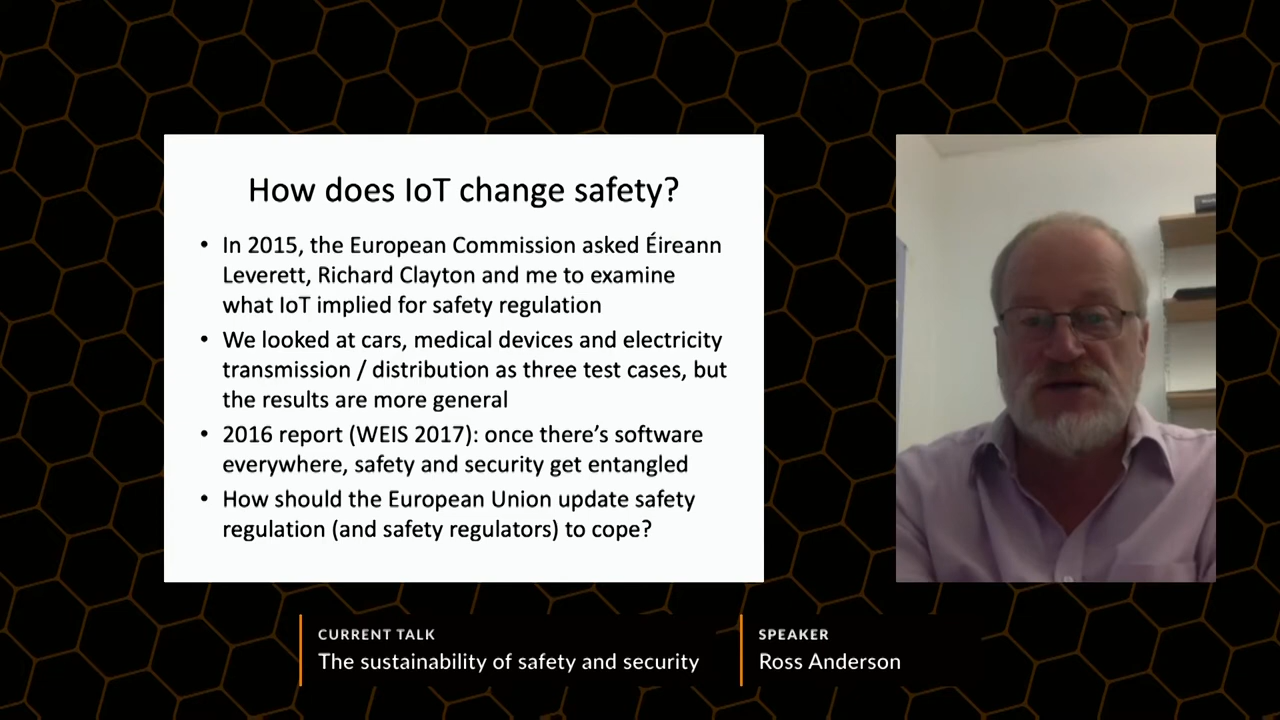 How does IoT change safety?
• In 2015, the European Commission asked Éireann
Leverett, Richard Clayton and me to examine
what IoT implied for safety regulation
• We looked at cars, medical devices and electricity
transmission / distribution as three test cases, but
the results are more general
• 2016 report (WEIS 2017): once there’s software
everywhere, safety and security get entangled
• How should the European Union update safety
regulation (and safety regulators) to cope?
CURRENT TALK
The sustainability of safety and security
SPEAKER
Ross Anderson